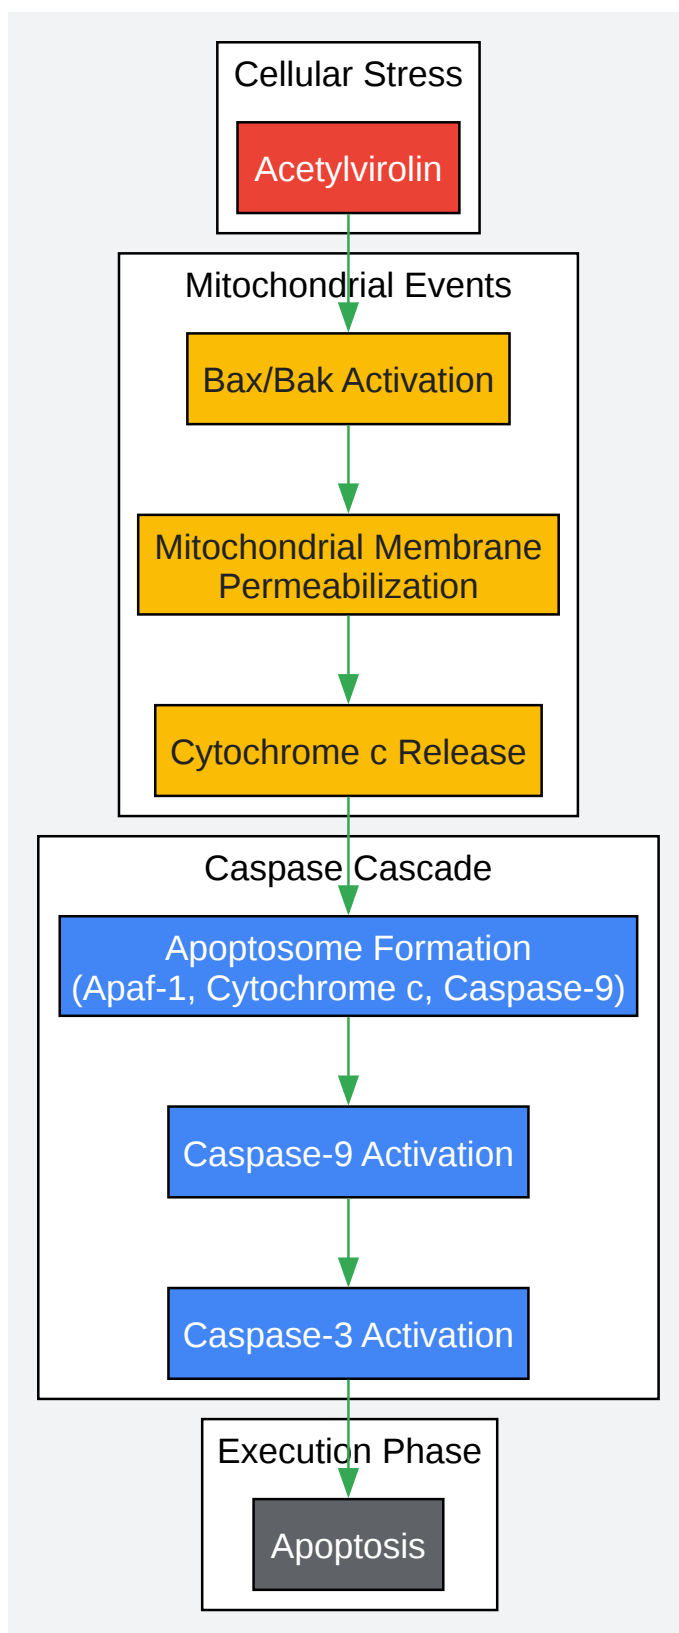 Cellular Stress
Acetylvirolin
Mitochondrial Events
Bax/Bak Activation
Mitochondrial Membrane
Permeabilization
Cytochrome c Release
Caspase Cascade
Apoptosome Formation
(Apaf-1, Cytochrome c, Caspase-9)
Caspase-9 Activation
Caspase-3 Activation
Execution Phase
Apoptosis